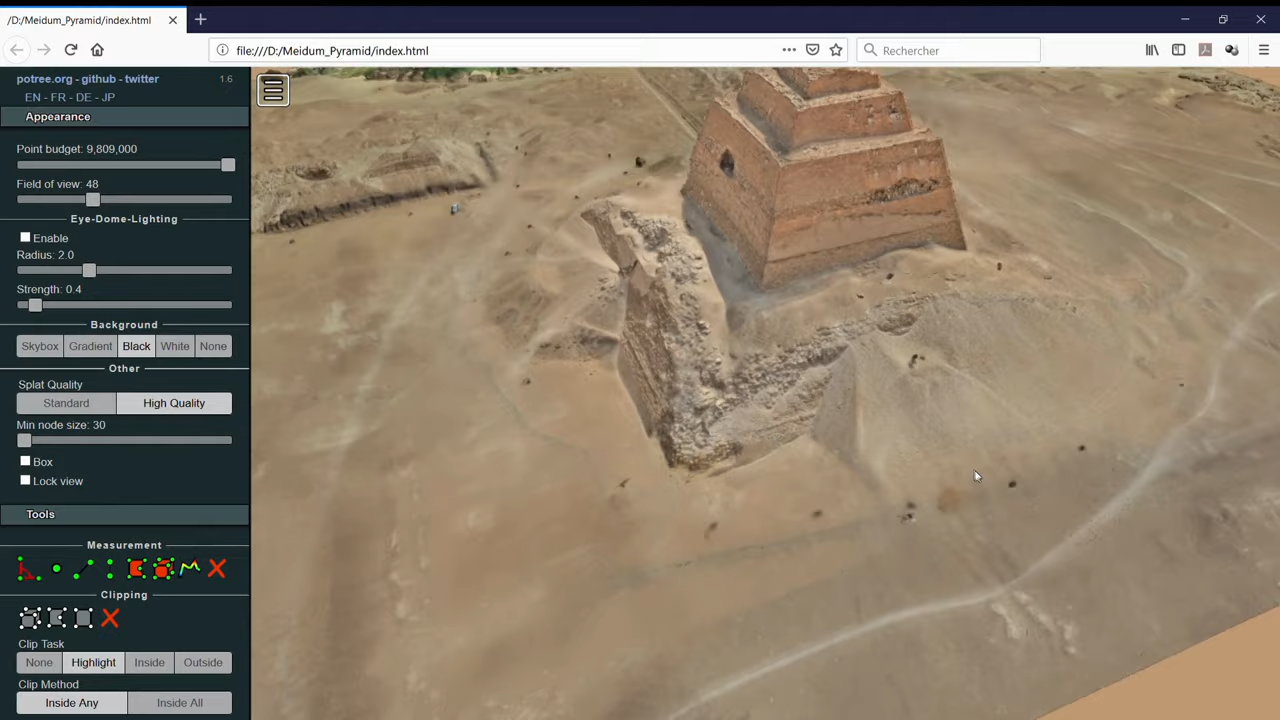 /D:/Meidum_Pyramid/index.html
file:///D:/Meidum_Pyramid/index.html
Rechercher
potree.org - github - twitter
1.6
EN - FR - DE - JP
Appearance
Point budget: 9,809,000
Field of view: 48
Eye-Dome-Lighting
Enable
Radius: 2.0
Strength: 0.4
Background
Skybox Gradient Black White None
Other
Splat Quality
Standard High Quality
Min node size: 30
Box
Lock view
Tools
Measurement
Clipping
Clip Task
None Highlight Inside Outside
Clip Method
Inside Any Inside All